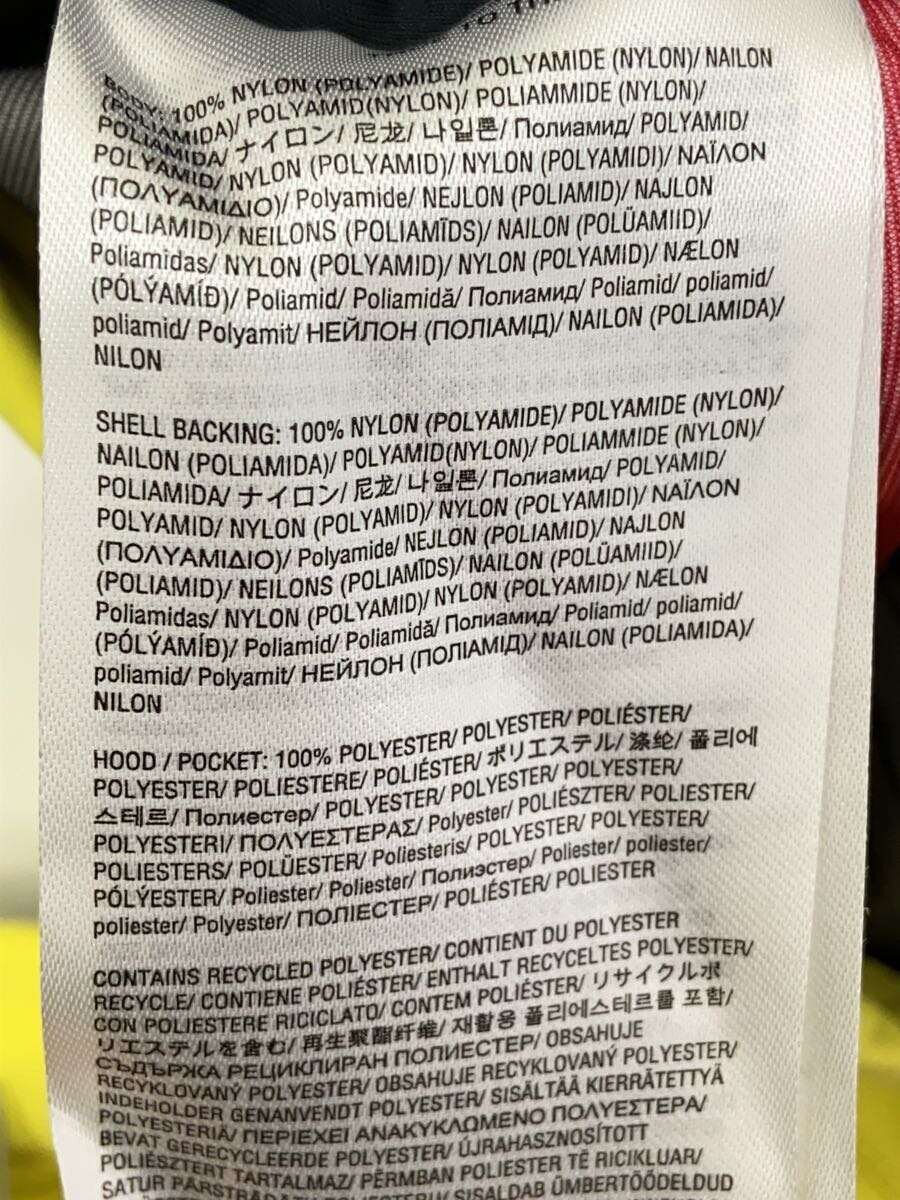 TO TH
BODY: 100% NYLON (POLYAMIDE)/ POLYAMIDE (NYLON)/ NAILON
(POLIAMIDA)/ POLYAMID(NYLON)/ POLIAMMIDE (NYLON)/
POLIAMIDA/ ナイロン/ 尼龙/ 나일론/ Полиамид/ POLYAMID/
POLYAMID/ NYLON (POLYAMID)/ NYLON (POLYAMIDI)/ ΝΑΪΛΟΝ
(ΠΟΛΥΑΜΙΔΙΟ)/ Polyamide/ NEJLON (POLIAMID)/ NAJLON
(POLIAMID)/ NEILONS (POLIAMĪDS)/ NAILON (POLÜAMIID)/
Poliamidas/ NYLON (POLYAMID)/ NYLON (POLYAMID)/ NÆLON
(PÓLÝAMÍÐ)/ Poliamid/ Poliamidă/ Полиамид/ Poliamid/ poliamid/
poliamid/ Polyamit/ НЕЙЛОН (ПОЛІАМІД)/ NAILON (POLIAMIDA)/
NILON
SHELL BACKING: 100% NYLON (POLYAMIDE)/ POLYAMIDE (NYLON)/
NAILON (POLIAMIDA)/ POLYAMID(NYLON)/ POLIAMMIDE (NYLON)/
POLIAMIDA/ ナイロン/ 尼龙/ 나일론/ Полиамид/ POLYAMID/
POLYAMID/ NYLON (POLYAMID)/ NYLON (POLYAMIDI)/ ΝΑΪΛΟΝ
(ΠΟΛΥΑΜΙΔΙΟ)/ Polyamide/ NEJLON (POLIAMID)/ NAJLON
(POLIAMID)/ NEILONS (POLIAMĪDS)/ NAILON (POLÜAMIID)/
Poliamidas/ NYLON (POLYAMID)/ NYLON (POLYAMID)/ NÆLON
(PÓLÝAMÍÐ)/ Poliamid/ Poliamidă/ Полиамид/ Poliamid/ poliamid/
poliamid/ Polyamit/ НЕЙЛОН (ПОЛІАМІД)/ NAILON (POLIAMIDA)/
NILON
HOOD / POCKET: 100% POLYESTER/ POLYESTER/ POLIÉSTER/
POLYESTER/ POLIESTERE/ POLIÉSTER/ ポリエステル/ 涤纶/ 폴리에
스테르/ Полиестер/ POLYESTER/ POLYESTER/ POLYESTER/
POLYESTERI/ ΠΟΛΥΕΣΤΕΡΑΣ/ Polyester/ POLIÉSZTER/ POLIESTER/
POLIESTERS/ POLÜESTER/ Poliesteris/ POLYESTER/ POLYESTER/
PÓLÝESTER/ Poliester/ Poliester/ Полиэстер/ Poliester/ poliester/
poliester/ Polyester/ ПОЛІЕСТЕР/ POLIÉSTER/ POLIESTER
CONTAINS RECYCLED POLYESTER/ CONTIENT DU POLYESTER
RECYCLE/ CONTIENE POLIÉSTER/ ENTHALT RECYCELTES POLYESTER/
CON POLIESTERE RICICLATO/ CONTEM POLIÉSTER/ リサイクルポ
リエステルを含む/ 再生聚酯纤维/ 재활용 폴리에스테르를 포함/
СЪДЪРЖА РЕЦИКЛИРАН ПОЛИЕСТЕР/ OBSAHUJE
RECYKLOVANÝ POLYESTER/ OBSAHUJE RECYKLOVANÝ POLYESTER/
INDEHOLDER GENANVENDT POLYESTER/ SISÄLTÄÄ KIERRÄTETTYÄ
POLYESTERIÄ/ ΠΕΡΙΕΧΕΙ ΑΝΑΚΥΚΛΩΜΕΝΟ ΠΟΛΥΕΣΤΕΡΑ/
BEVAT GERECYCLEERDE POLYESTER/ ÚJRAHASZNOSÍTOTT
POLIÉSZTERT TARTALMAZ/ PËRMBAN POLIESTER TË RICIKLUAR/
SATUR SISALDAB ÜMBERTÖÖDELDUD